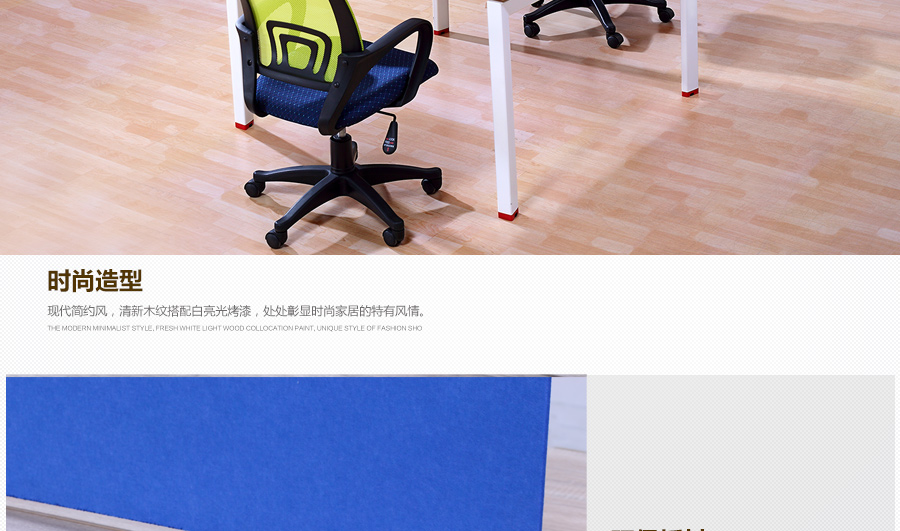 时尚造型
现代简约风，清新木纹搭配白亮光烤漆，处处彰显时尚家居的特有风情。
THE MODERN MINIMALIST STYLE, FRESH WHITE LIGHT WOOD COLLOCATION PAINT, UNIQUE STYLE OF FASHION SHO